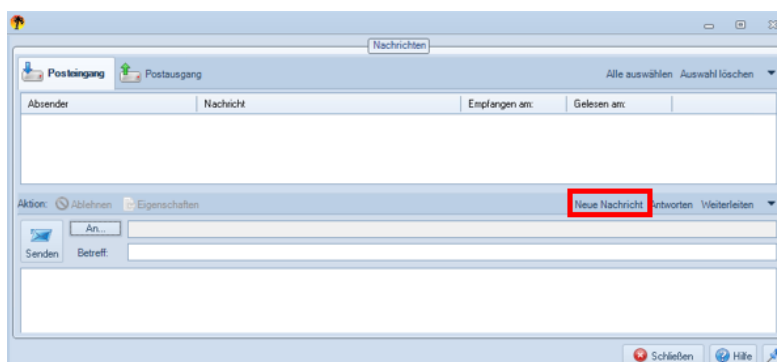 Nachrichten
Posteingang Postausgang Alle auswählen Auswahl löschen
Absender Nachricht Empfangen am: Gelesen am:
Aktion: Ablehnen Eigenschaften Neue Nachricht Antworten Weiterleiten
An...
Senden Betreff:
Schließen Hilfe